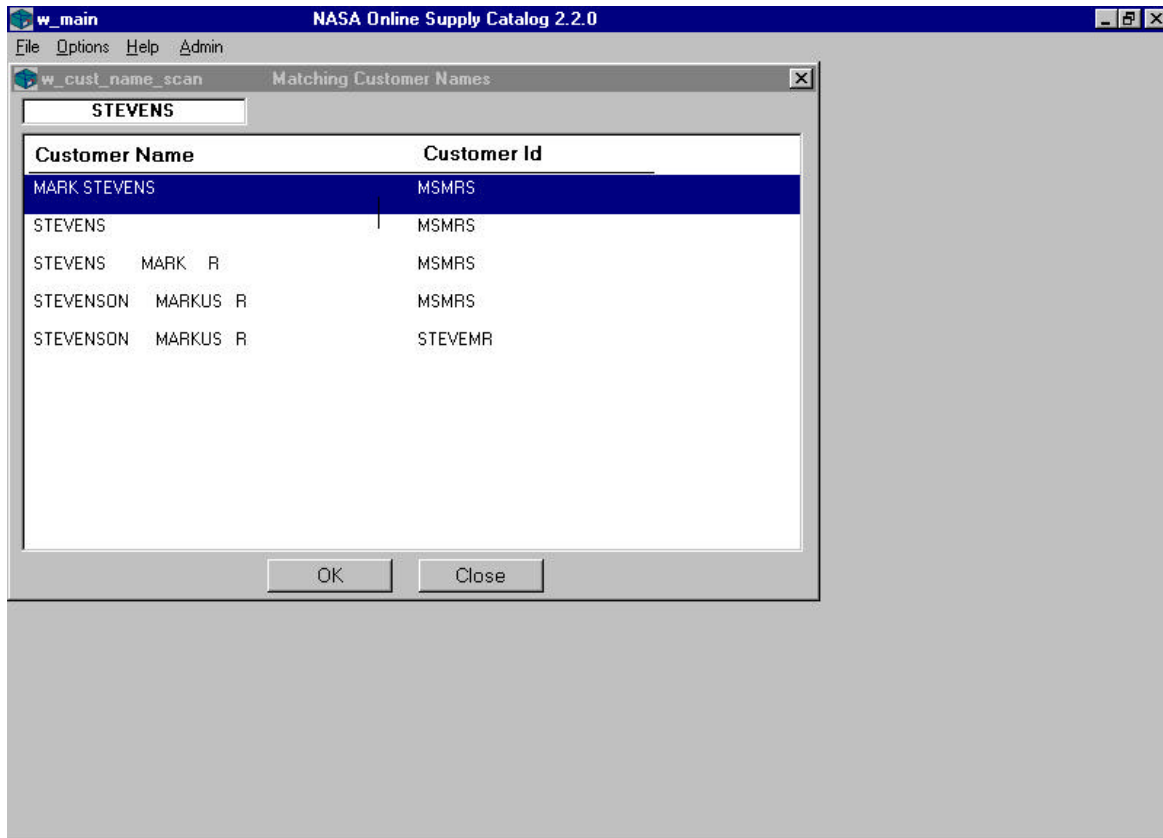 w_main NASA Online Supply Catalog 2.2.0
File Options Help Admin
w_cust_name_scan Matching Customer Names
STEVENS
Customer Name Customer Id
MARK STEVENS MSMRS
STEVENS MSMRS
STEVENS MARK R MSMRS
STEVENSON MARKUS R MSMRS
STEVENSON MARKUS R STEVEMR
OK Close